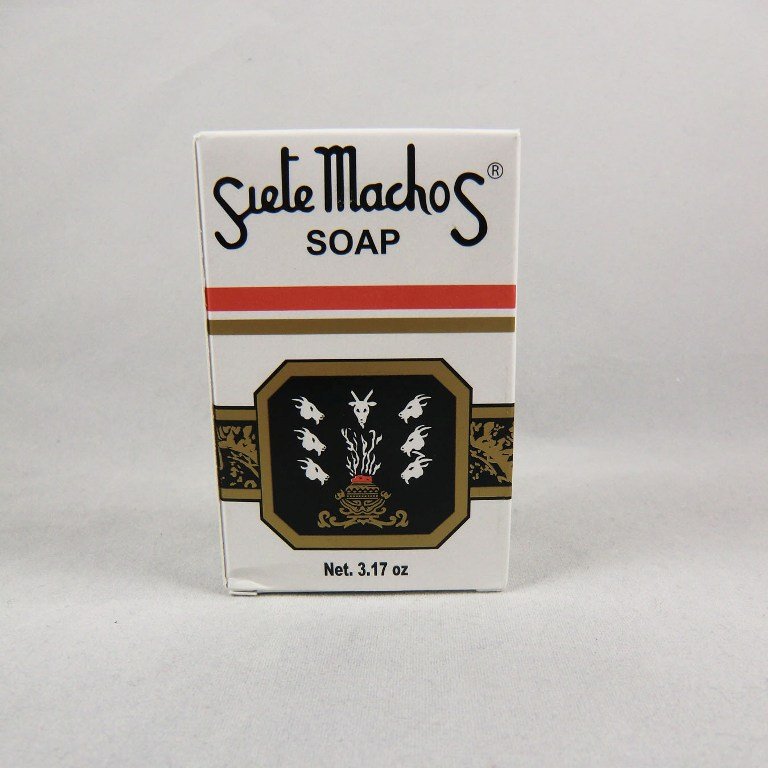 Siete Machos ®
SOAP
Net. 3.17 oz